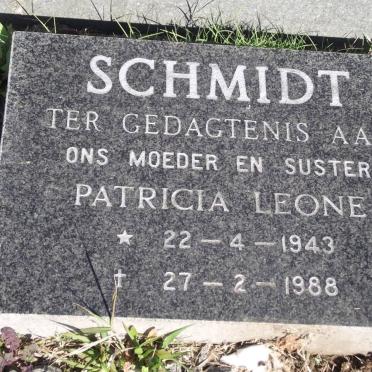 SCHMIDT
TER GEDAGTENIS AA
ONS MOEDER EN SUSTER
PATRICIA LEONE
* 22 - 4 - 1943
† 27 - 2 - 1988